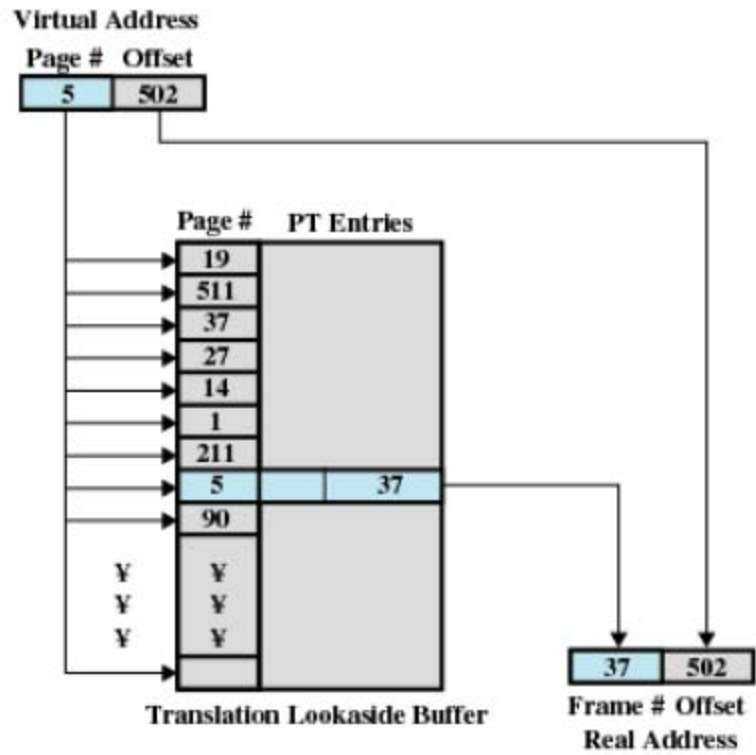 Virtual Address
Page # Offset
5 502
Page # PT Entries
19
511
37
27
14
1
211
5 37
90
¥ ¥
¥ ¥
¥ ¥
37 502
Translation Lookaside Buffer
Frame # Offset
Real Address